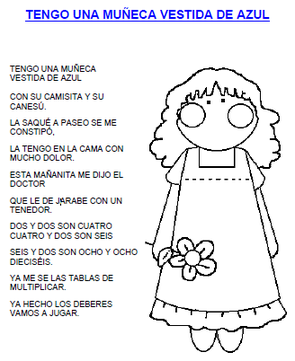 TENGO UNA MUÑECA VESTIDA DE AZUL
TENGO UNA MUÑECA
VESTIDA DE AZUL
CON SU CAMISITA Y SU
CANESÚ.
LA SAQUÉ A PASEO SE ME
CONSTIPÓ,
LA TENGO EN LA CAMA CON
MUCHO DOLOR.
ESTA MAÑANITA ME DIJO EL
DOCTOR
QUE LE DE JARABE CON UN
TENEDOR.
DOS Y DOS SON CUATRO
CUATRO Y DOS SON SEIS
SEIS Y DOS SON OCHO Y OCHO
DIECISÉIS.
YA ME SE LAS TABLAS DE
MULTIPLICAR.
YA HECHO LOS DEBERES
VAMOS A JUGAR.